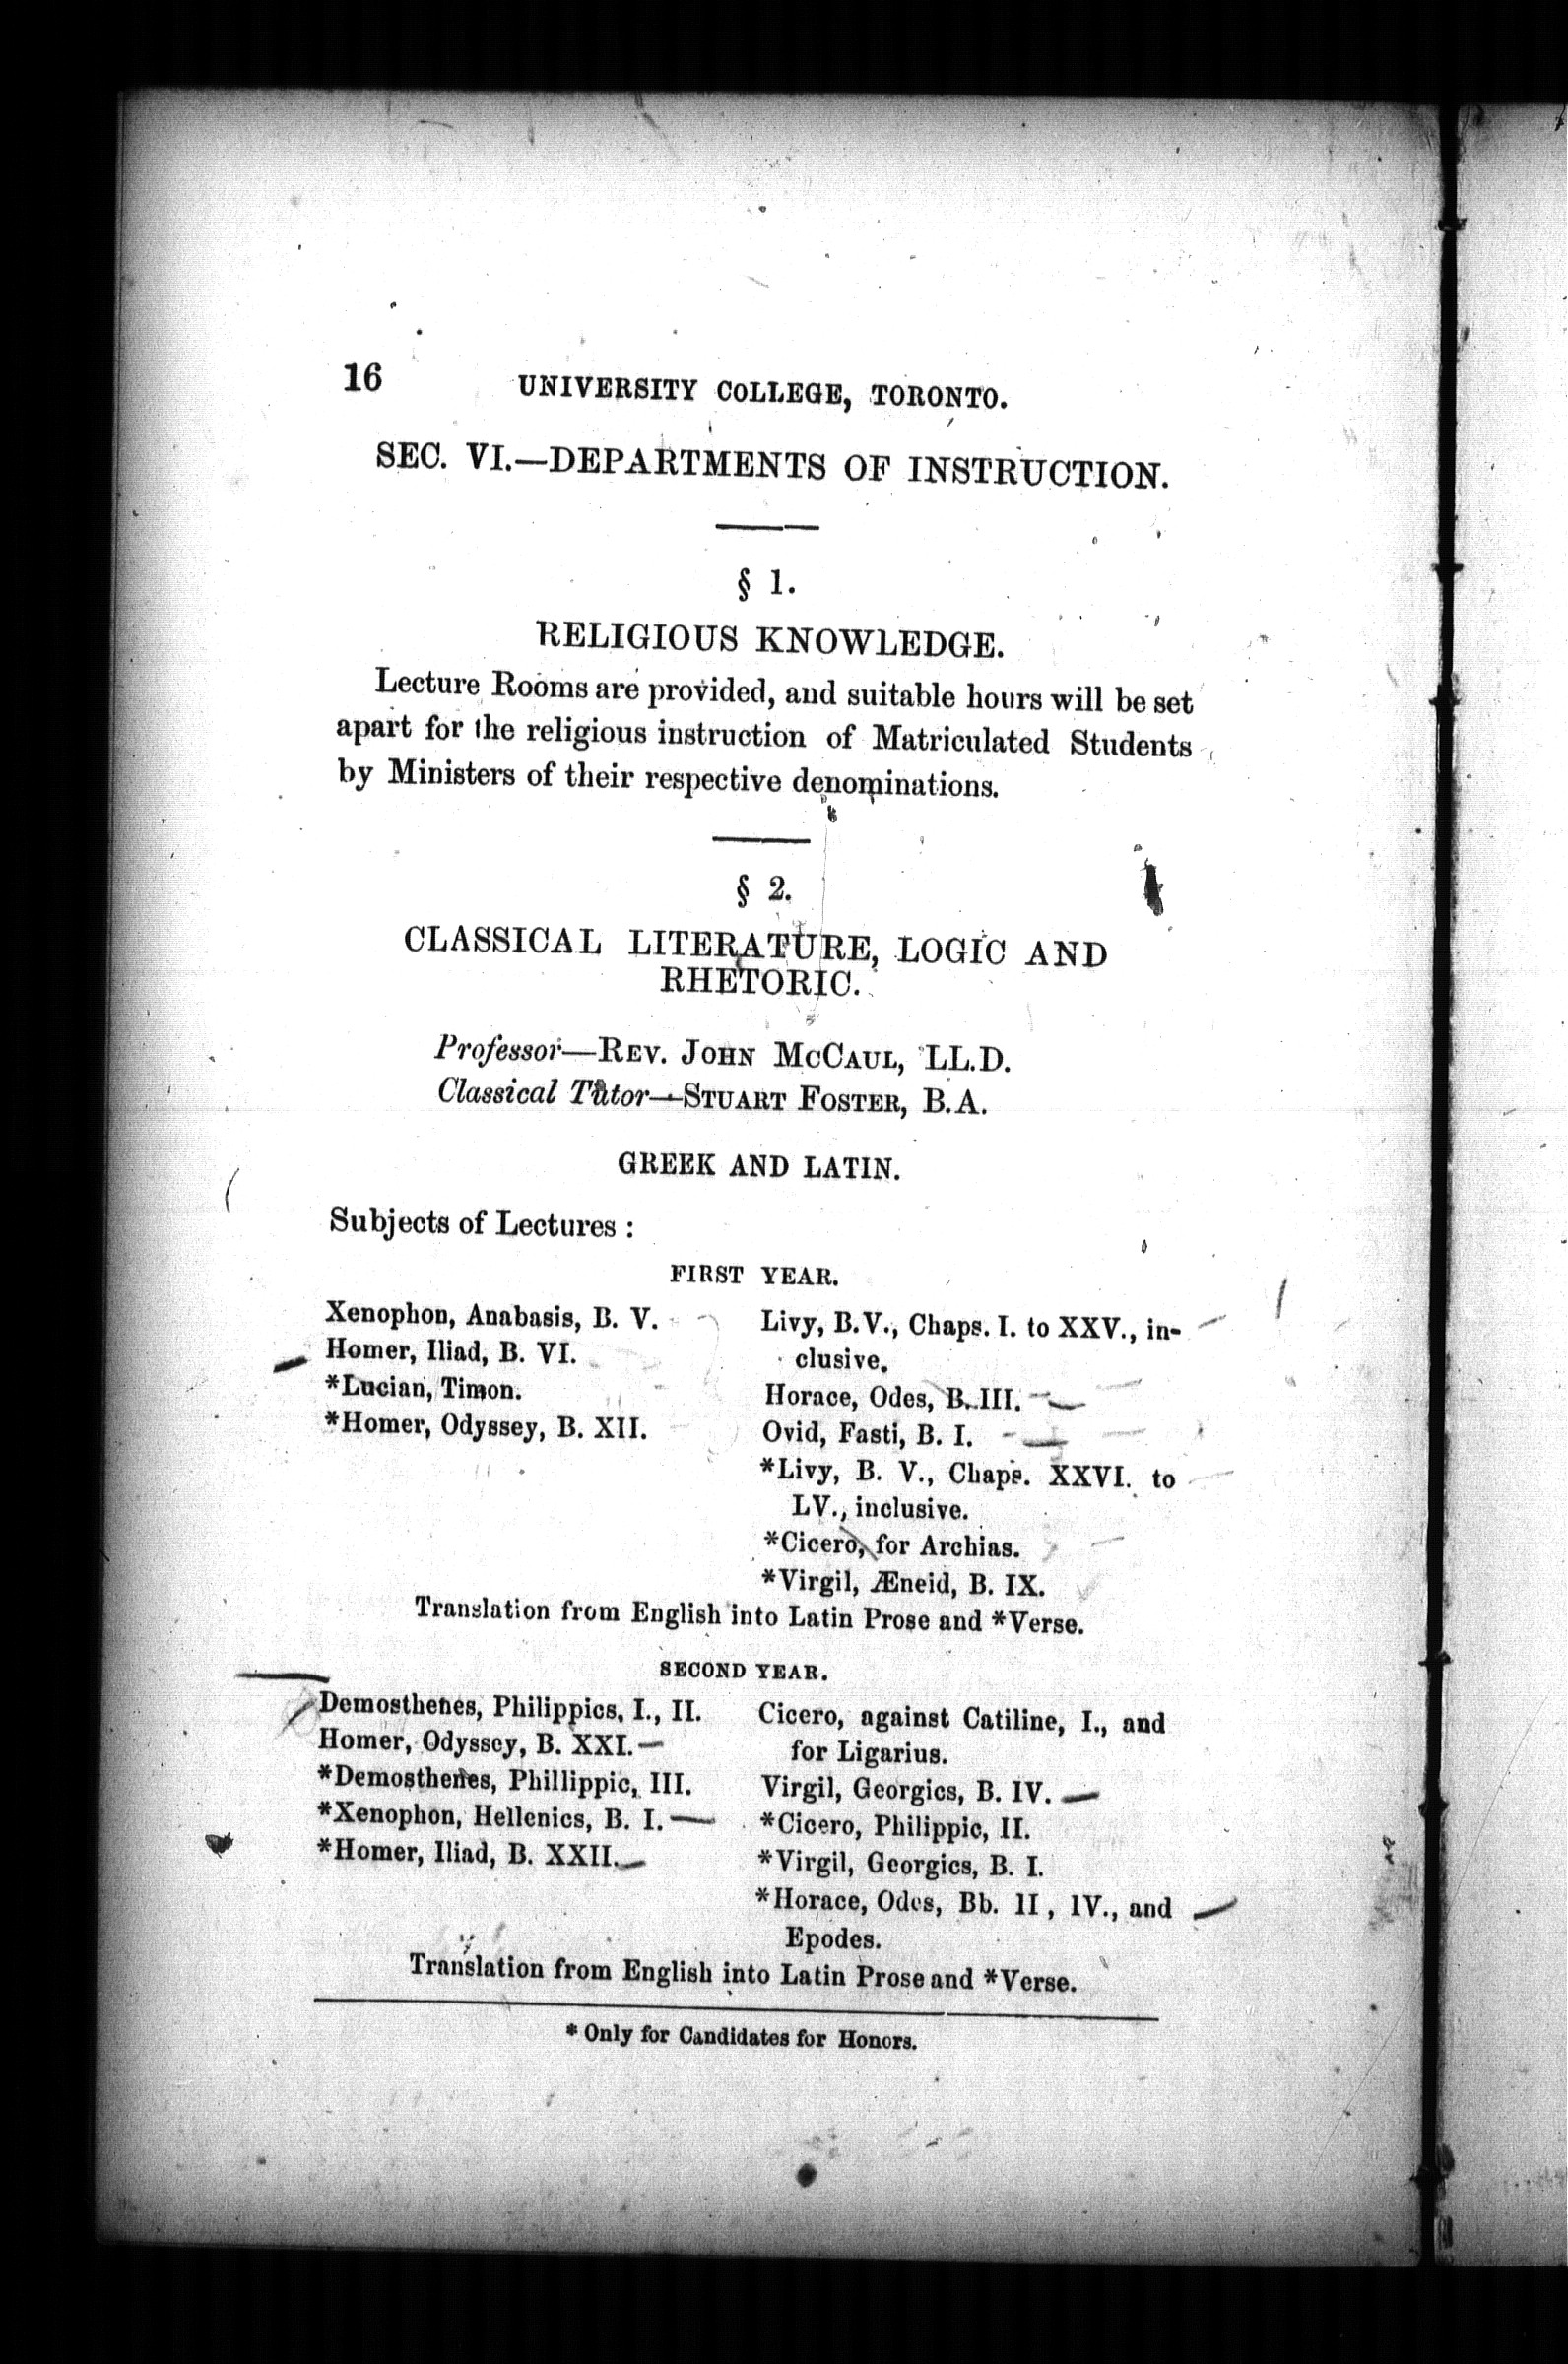 16
UNIVERSITY COLLEGE, TORONTO.
SEC. VI.—DEPARTMENTS OF INSTRUCTION.
§ 1.
RELIGIOUS KNOWLEDGE.
Lecture Rooms are provided, and suitable hours will be set
apart for the religious instruction of Matriculated Students
by Ministers of their respective denominations.
§ 2.
CLASSICAL LITERATURE, LOGIC AND
RHETORIC.
Professor—REV. JOHN MCCAUL, LL.D.
Classical Tutor—STUART FOSTER, B.A.
GREEK AND LATIN.
Subjects of Lectures :
FIRST YEAR.
Xenophon, Anabasis, B. V.
Homer, Iliad, B. VI.
*Lucian, Timon.
*Homer, Odyssey, B. XII.
Livy, B.V., Chaps. I. to XXV., in-
clusive.
Horace, Odes, B. III.
Ovid, Fasti, B. I.
*Livy, B. V., Chaps. XXVI. to
LV., inclusive.
*Cicero, for Archias.
*Virgil, Æneid, B. IX.
Translation from English into Latin Prose and *Verse.
SECOND YEAR.
Demosthenes, Philippics, I., II.
Homer, Odyssey, B. XXI.
*Demosthenes, Phillippic, III.
*Xenophon, Hellenics, B. I.
*Homer, Iliad, B. XXII.
Cicero, against Catiline, I., and
for Ligarius.
Virgil, Georgics, B. IV.
*Cicero, Philippic, II.
*Virgil, Georgics, B. I.
*Horace, Odes, Bb. II, IV., and
Epodes.
Translation from English into Latin Prose and *Verse.
* Only for Candidates for Honors.